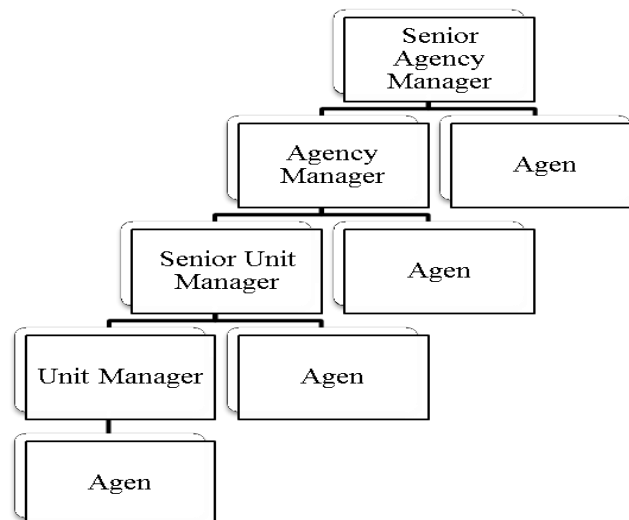 Senior
Agency
Manager
Agency
Manager
Agen
Senior Unit
Manager
Agen
Unit Manager
Agen
Agen